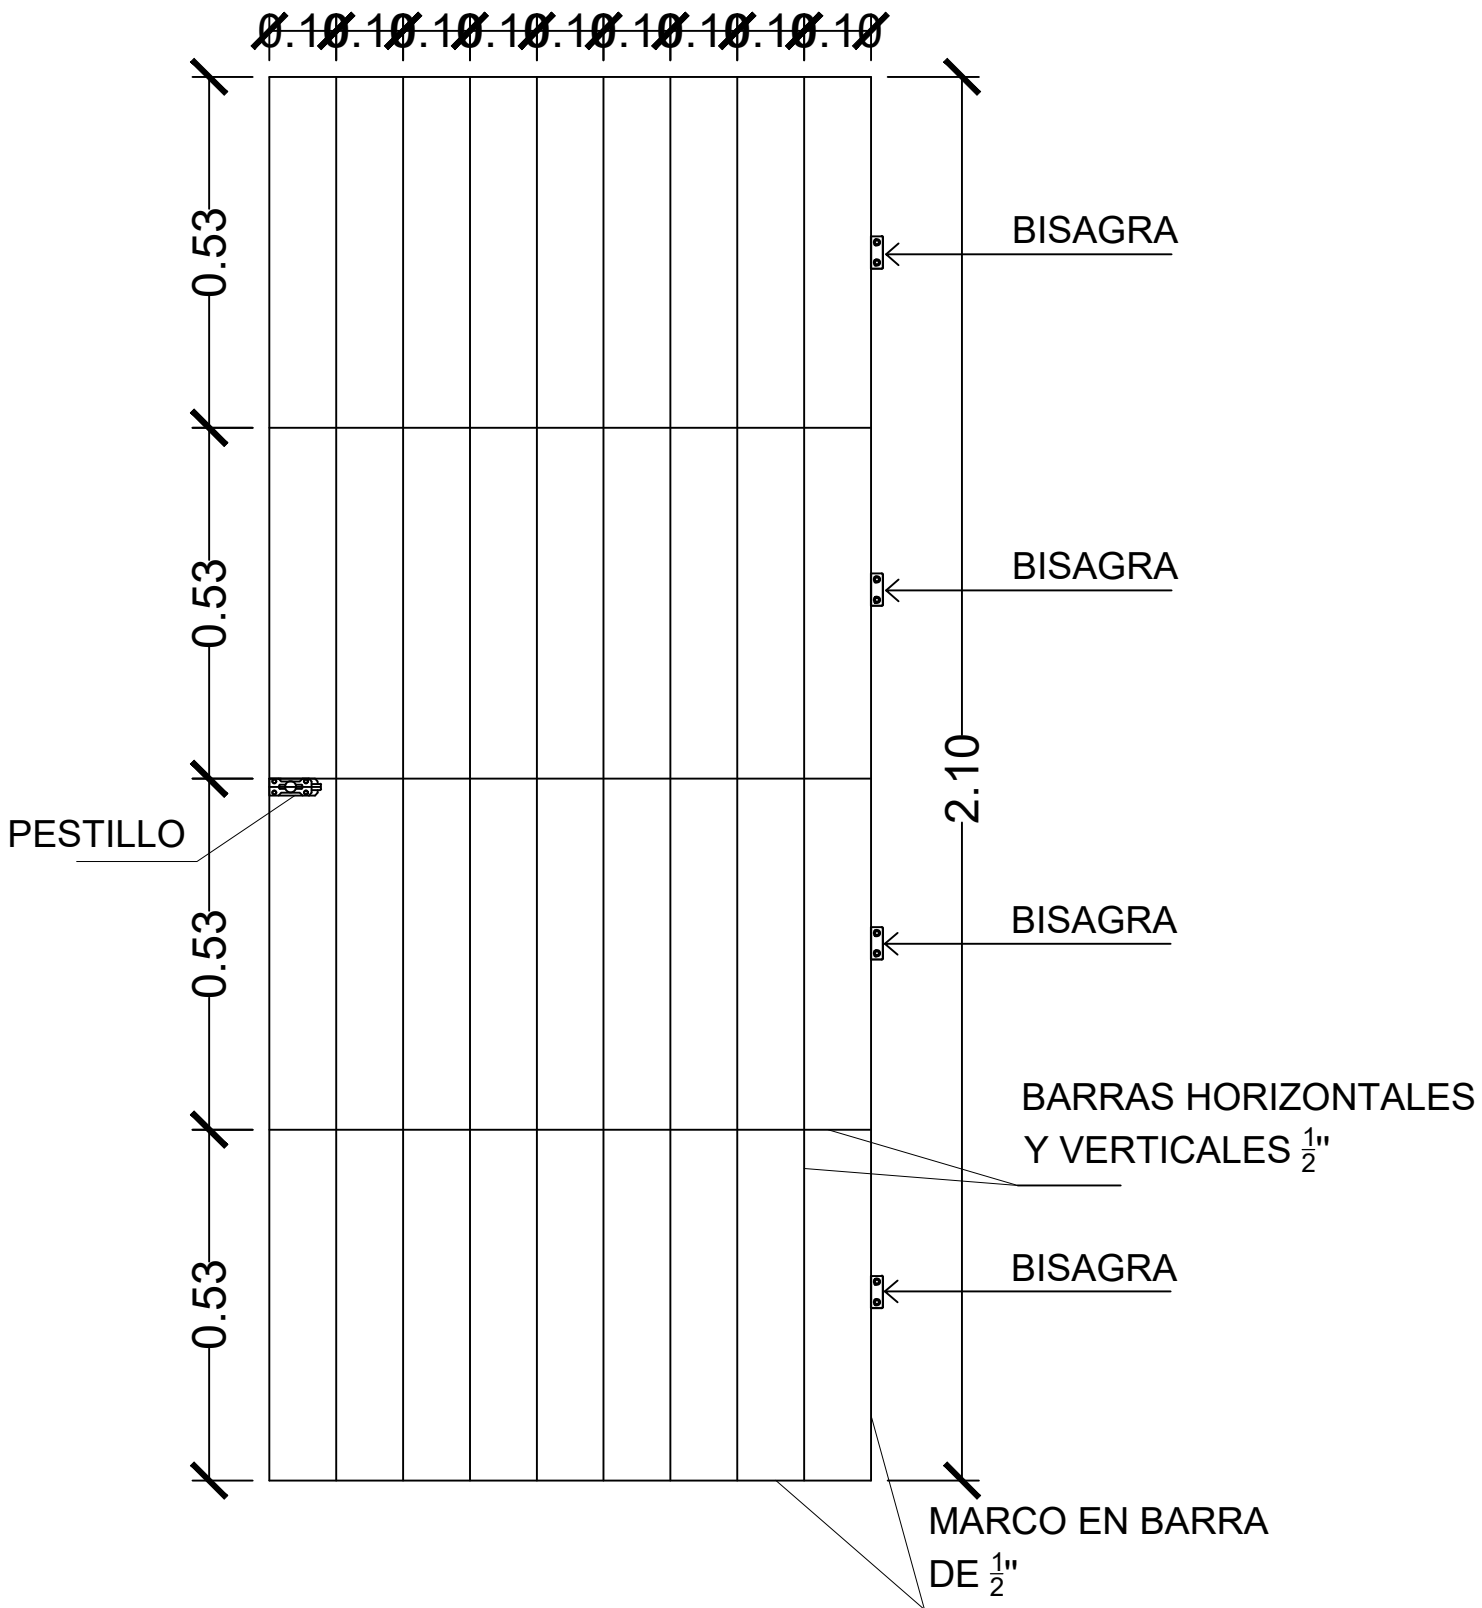 0.10 0.10 0.10 0.10 0.10 0.10 0.10 0.10 0.10
0.53
BISAGRA
0.53
BISAGRA
2.10
PESTILLO
0.53
BISAGRA
BARRAS HORIZONTALES
Y VERTICALES 1/2"
0.53
BISAGRA
MARCO EN BARRA
DE 1/2"